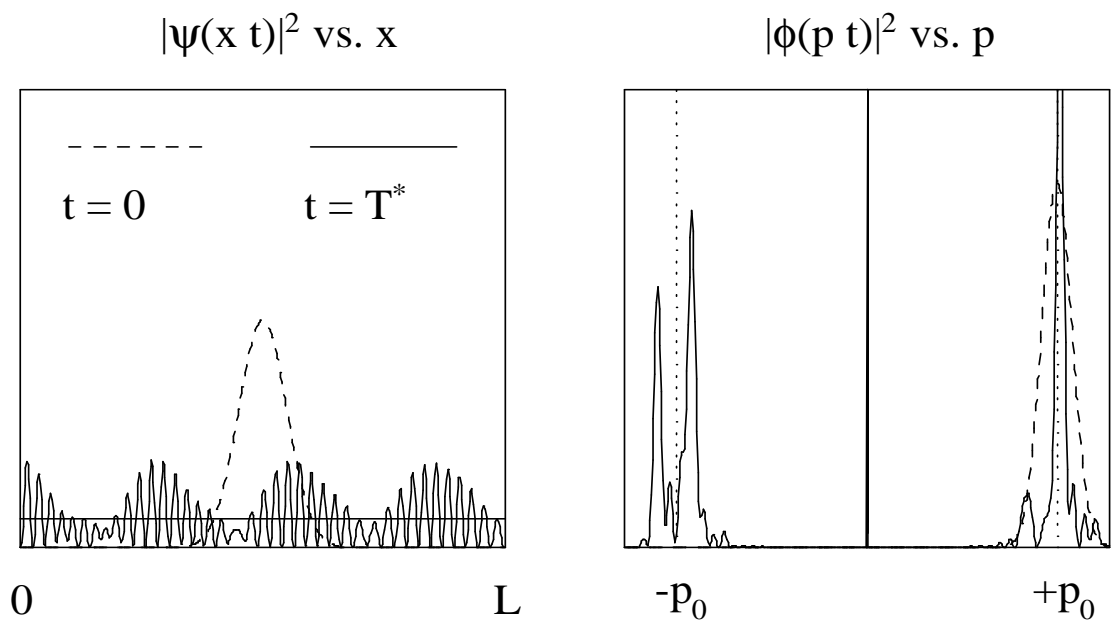 |ψ(x t)|² vs. x
|ϕ(p t)|² vs. p
t = 0
t = T*
0
L
-p₀
+p₀